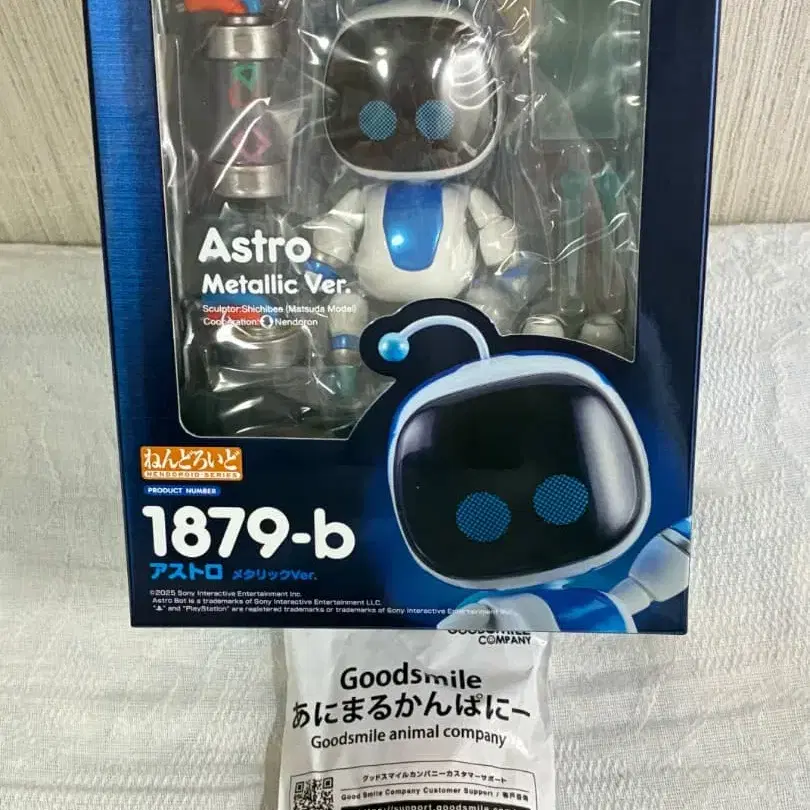 Astro
Metallic Ver.
Sculptor:Shichibee (Matsuda Model)
Cooperation: Nendoron
ねんどろいど
NENDOROID SERIES
PRODUCT NUMBER
1879-b
アストロ メタリックVer.
©2025 Sony Interactive Entertainment Inc.
Astro Bot is a trademarks of Sony Interactive Entertainment LLC.
" " and "PlayStation" are registered trademarks or trademarks of Sony Interactive Entertainment
GOODSMILE
COMPANY
Goodsmile
あにまるかんぱにー
Goodsmile animal company
グッドスマイルカンパニーカスタマーサポート
Good Smile Company Customer Support /
https://support.goodsmile